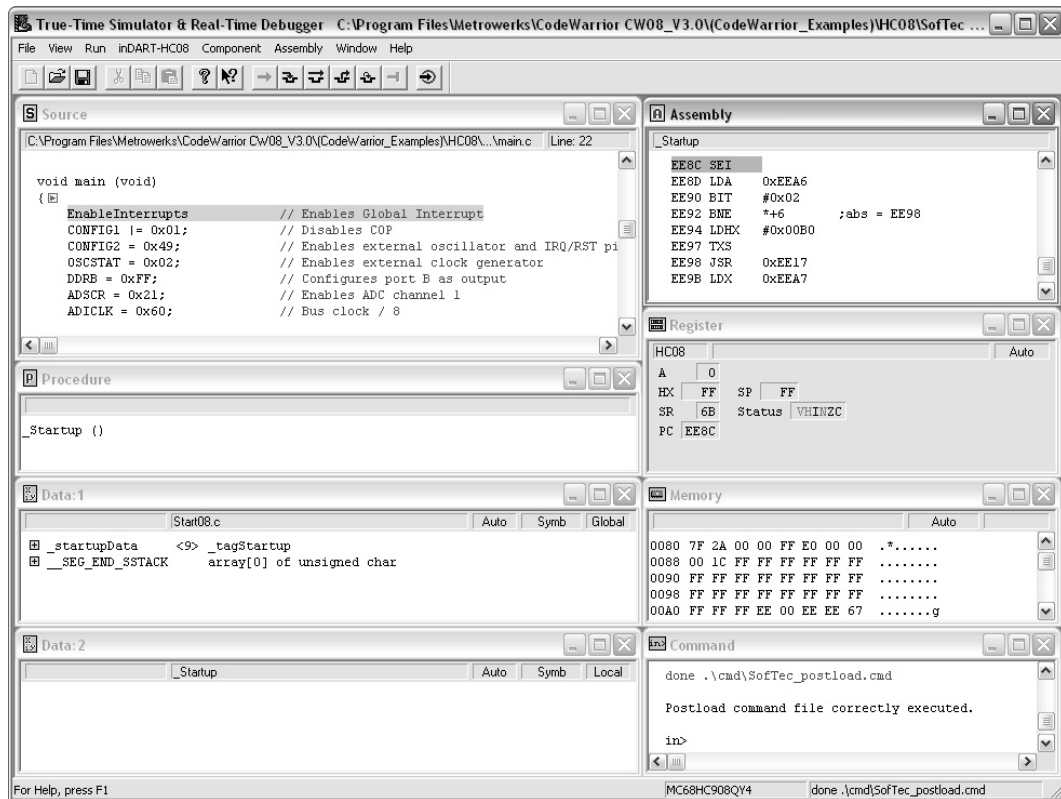 True-Time Simulator & Real-Time Debugger C:\Program Files\Metrowerks\CodeWarrior CW08_V3.0\(CodeWarrior_Examples)\HC08\SofTec ...
File View Run inDART-HC08 Component Assembly Window Help
S Source
C:\Program Files\Metrowerks\CodeWarrior CW08_V3.0\(CodeWarrior_Examples)\HC08\...\main.c Line: 22
void main (void)
{
EnableInterrupts // Enables Global Interrupt
CONFIG1 |= 0x01; // Disables COP
CONFIG2 = 0x49; // Enables external oscillator and IRQ/RST pi
OSCSTAT = 0x02; // Enables external clock generator
DDRB = 0xFF; // Configures port B as output
ADSCR = 0x21; // Enables ADC channel 1
ADICLK = 0x60; // Bus clock / 8
A Assembly
_Startup
EE8C SEI
EE8D LDA 0xEEA6
EE90 BIT #0x02
EE92 BNE *+6 ;abs = EE98
EE94 LDHX #0x00B0
EE97 TXS
EE98 JSR 0xEE17
EE9B LDX 0xEEA7
Register
HC08 Auto
A 0
HX FF SP FF
SR 6B Status VHINZC
PC EE8C
P Procedure
_Startup ()
Data:1
Start08.c Auto Symb Global
_startupData <9> _tagStartup
__SEG_END_SSTACK array[0] of unsigned char
Memory
Auto
0080 7F 2A 00 00 FF E0 00 00 .*......
0088 00 1C FF FF FF FF FF FF ........
0090 FF FF FF FF FF FF FF FF ........
0098 FF FF FF FF FF FF FF FF ........
00A0 FF FF FF EE 00 EE EE 67 .......g
Data:2
_Startup Auto Symb Local
in> Command
done .\cmd\SofTec_postload.cmd
Postload command file correctly executed.
in>
For Help, press F1
MC68HC908QY4 done .\cmd\SofTec_postload.cmd